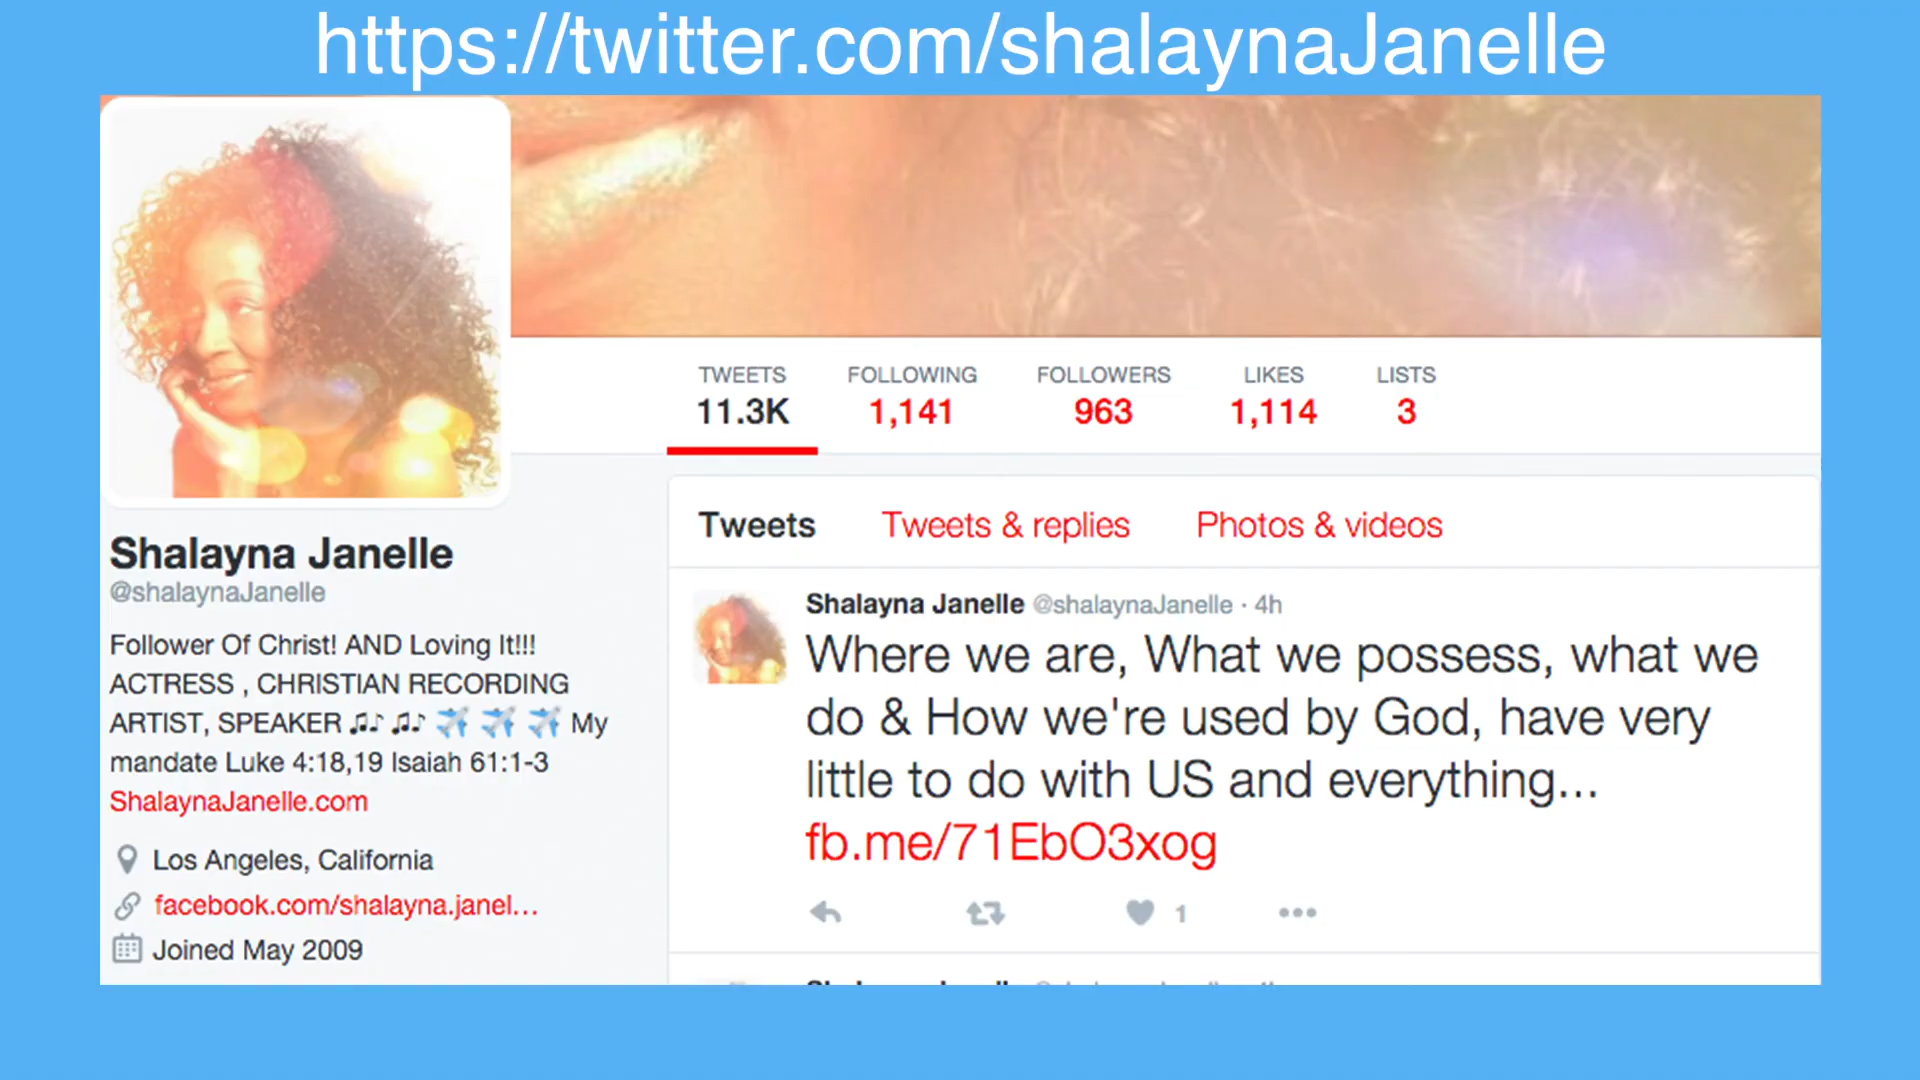 https://twitter.com/shalaynaJanelle
TWEETS FOLLOWING FOLLOWERS LIKES LISTS
11.3K 1,141 963 1,114 3
Shalayna Janelle
@shalaynaJanelle
Follower Of Christ! AND Loving It!!!
ACTRESS , CHRISTIAN RECORDING
ARTIST, SPEAKER 🎶 🎶 ✈️ ✈️ ✈️ My
mandate Luke 4:18,19 Isaiah 61:1-3
ShalaynaJanelle.com
Los Angeles, California
facebook.com/shalayna.janel...
Joined May 2009
Tweets Tweets & replies Photos & videos
Shalayna Janelle @shalaynaJanelle · 4h
Where we are, What we possess, what we
do & How we're used by God, have very
little to do with US and everything...
fb.me/71EbO3xog
1